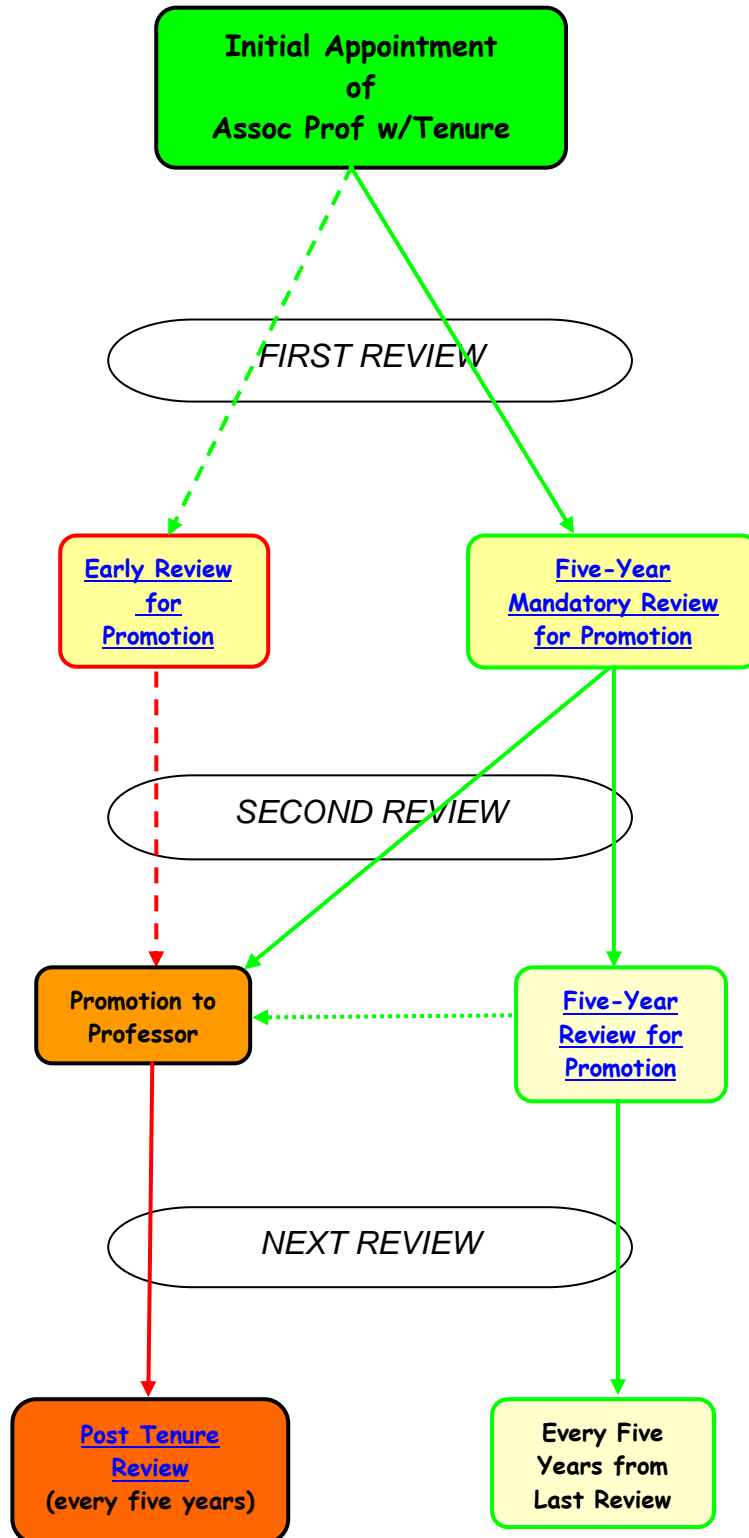 Initial Appointment
of
Assoc Prof w/Tenure
FIRST REVIEW
Early Review
for
Promotion
Five-Year
Mandatory Review
for Promotion
SECOND REVIEW
Promotion to
Professor
Five-Year
Review for
Promotion
NEXT REVIEW
Post Tenure
Review
(every five years)
Every Five
Years from
Last Review